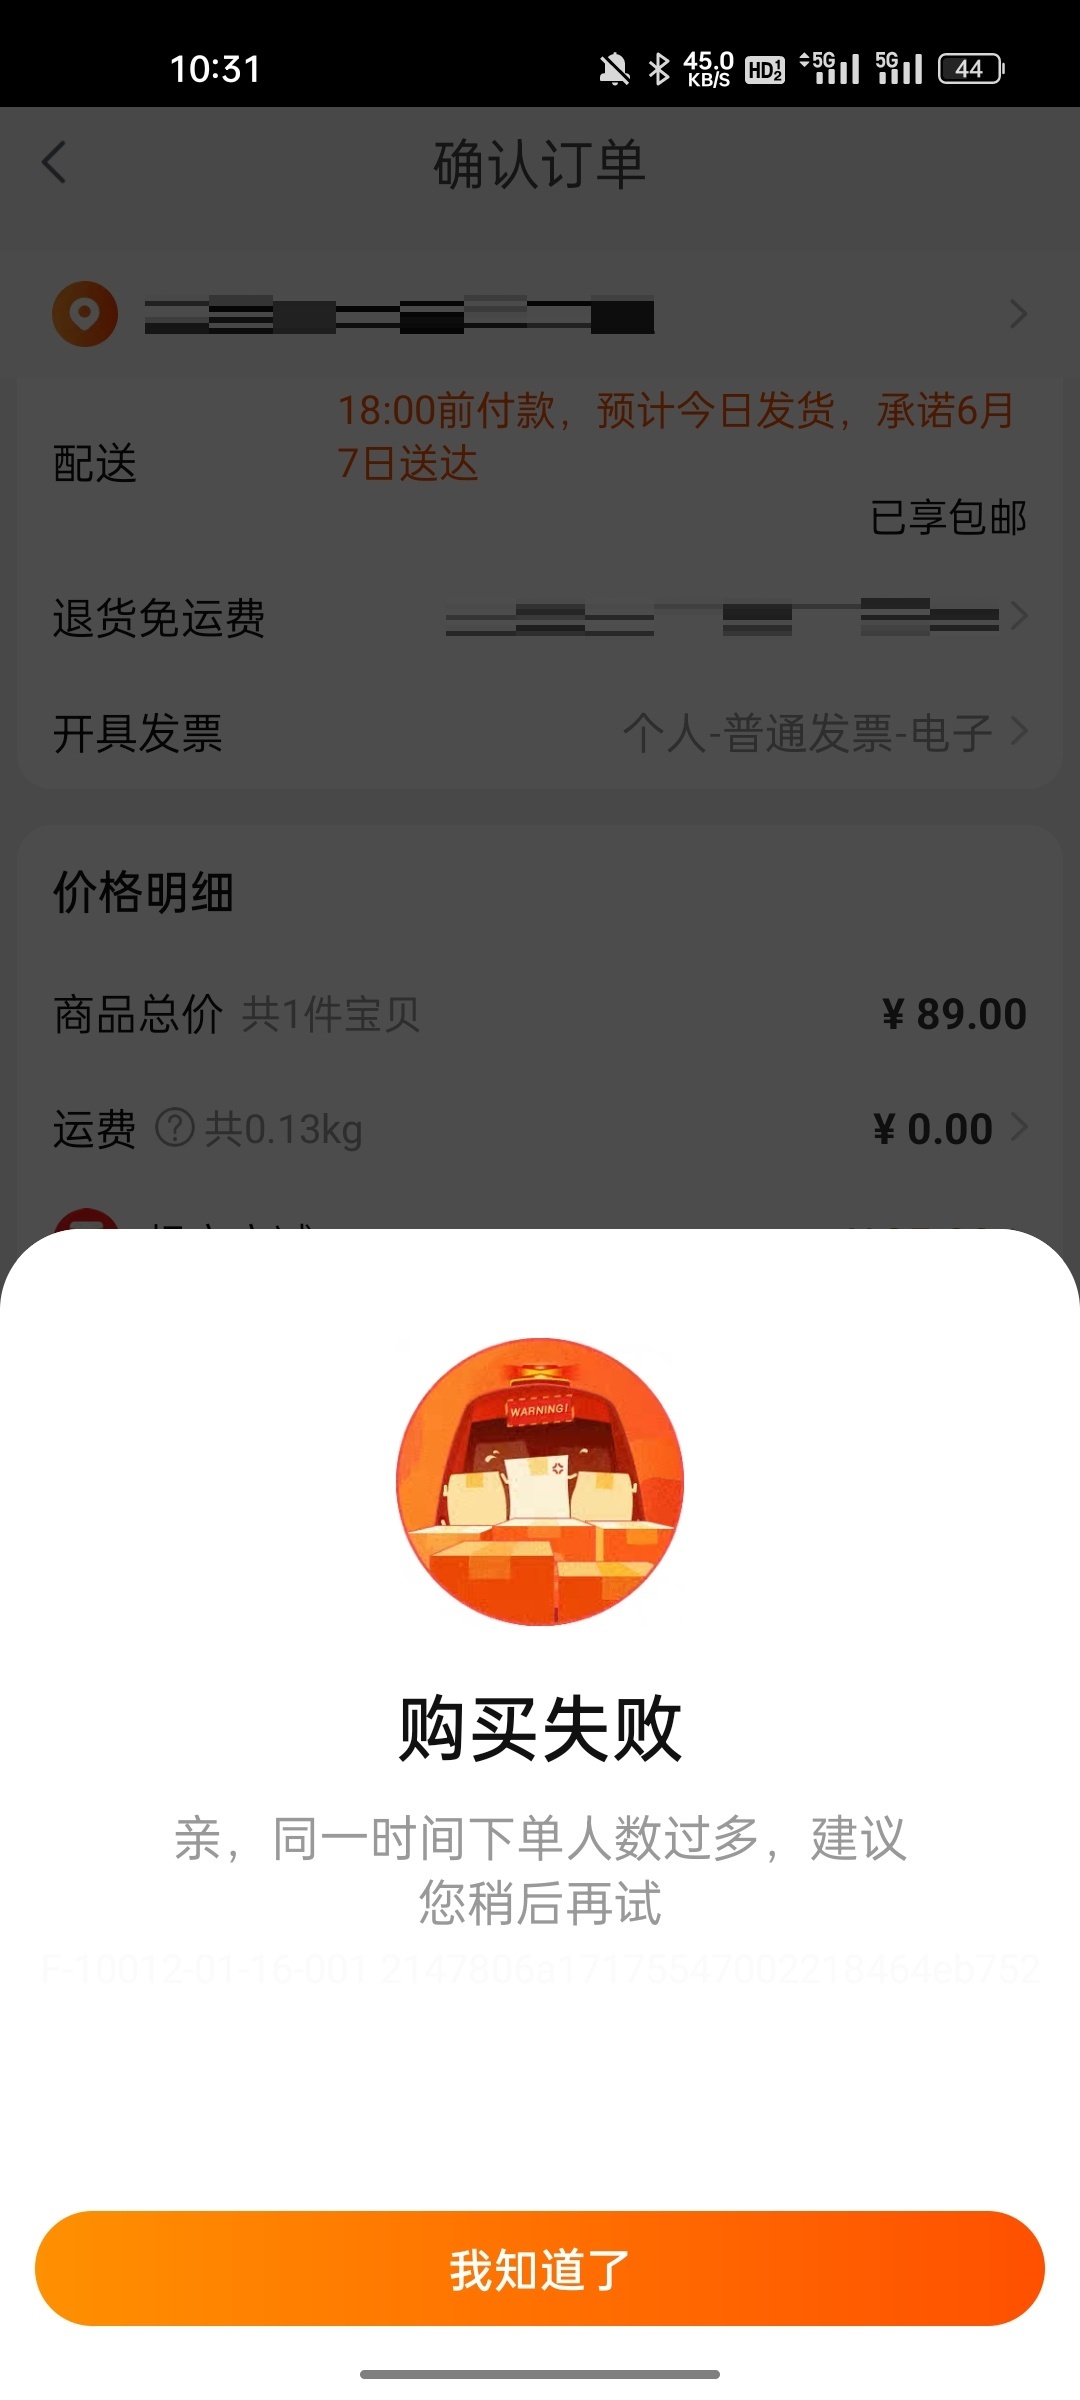 10:31
45.0
KB/S
HD 1 2
5G
5G
44
确认订单
18:00前付款，预计今日发货，承诺6月
7日送达
配送
已享包邮
退货免运费
开具发票
个人-普通发票-电子
价格明细
商品总价 共1件宝贝
¥ 89.00
运费 ? 共0.13kg
¥ 0.00
WARNING!
购买失败
亲，同一时间下单人数过多，建议
您稍后再试
F-10012-01-16-001 2147806a17175547002218464eb752
我知道了